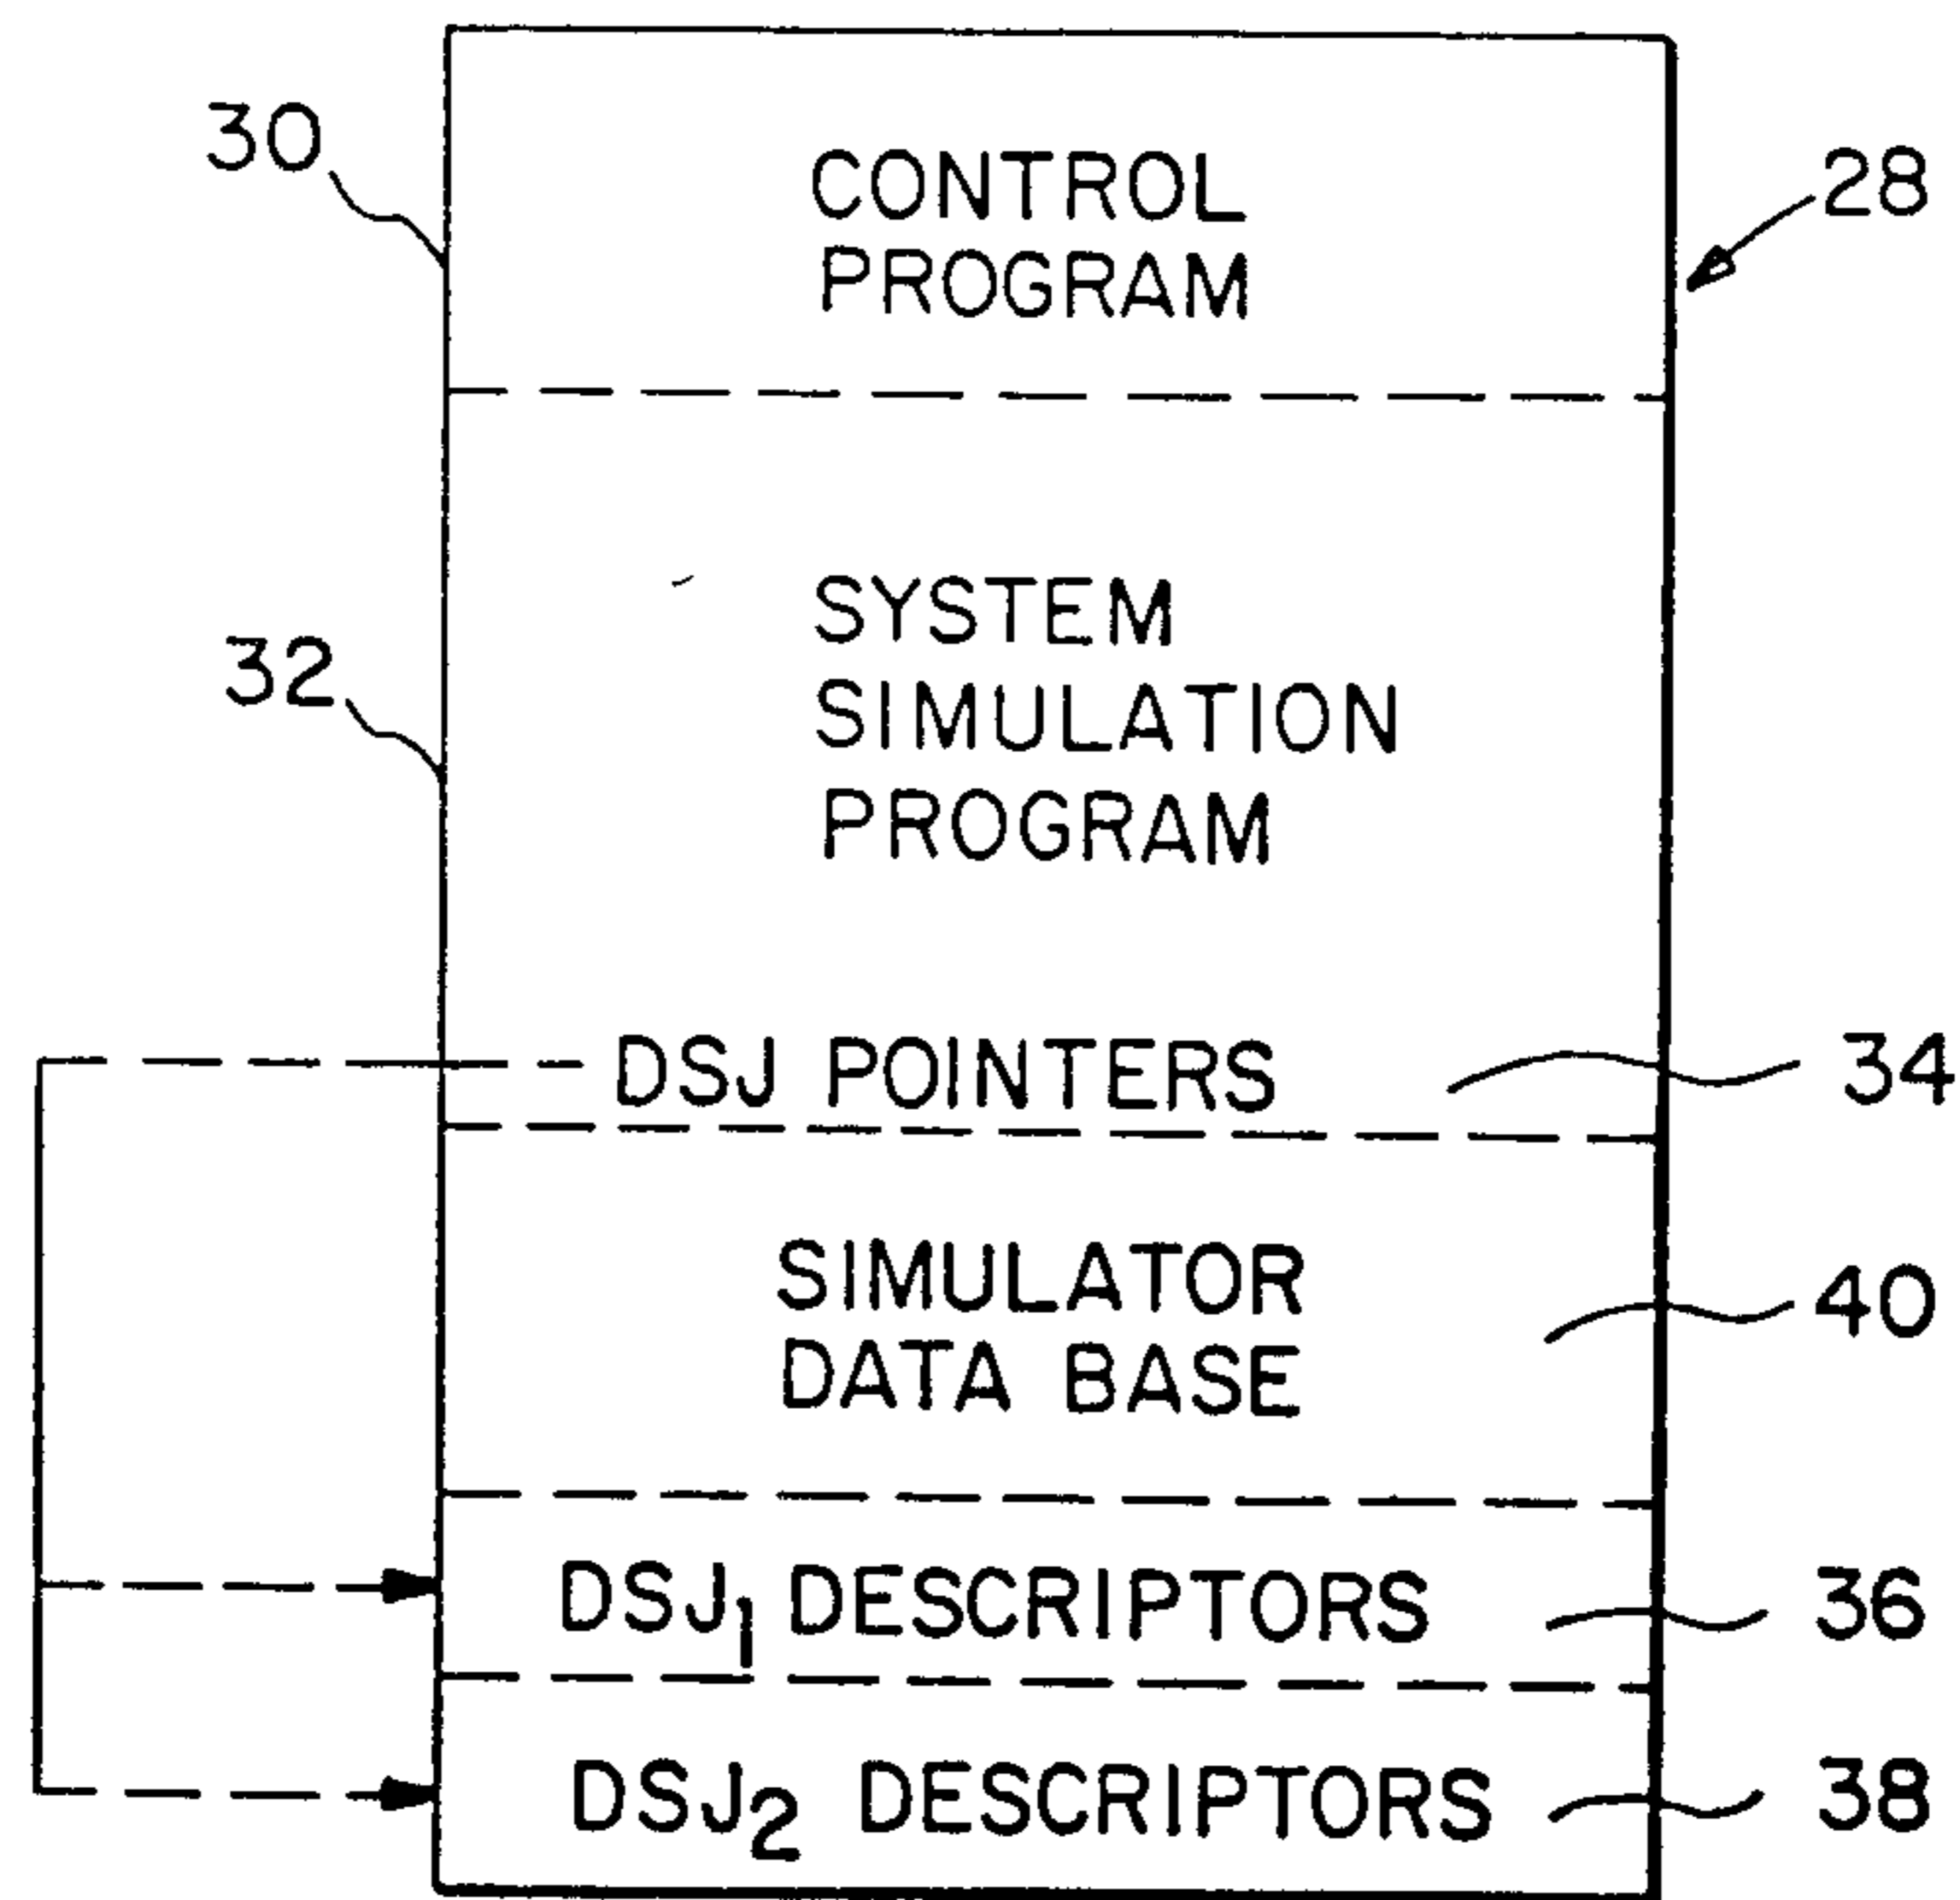 30
CONTROL
PROGRAM
28
32
SYSTEM
SIMULATION
PROGRAM
DSJ POINTERS
34
SIMULATOR
DATA BASE
40
DSJ1 DESCRIPTORS
36
DSJ2 DESCRIPTORS
38